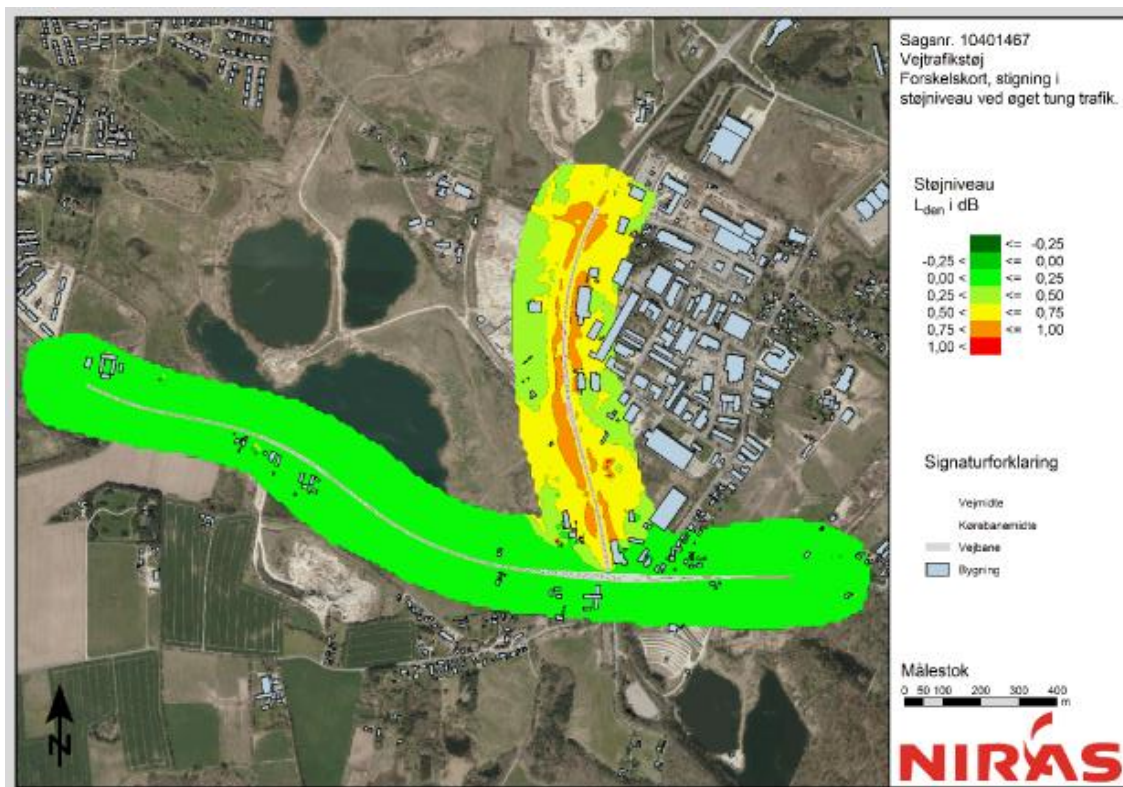 Sagsnr. 10401467
Vejtrafikstøj
Forskelskort, stigning i
støjniveau ved øget tung trafik.
Støjniveau
Lden i dB
<= -0,25
-0,25 < <= 0,00
0,00 < <= 0,25
0,25 < <= 0,50
0,50 < <= 0,75
0,75 < <= 1,00
1,00 <
Signaturforklaring
Vejmidte
Kørebanemidte
Vejbane
Bygning
Målestok
0 50 100 200 300 400
m
N
NIRAS